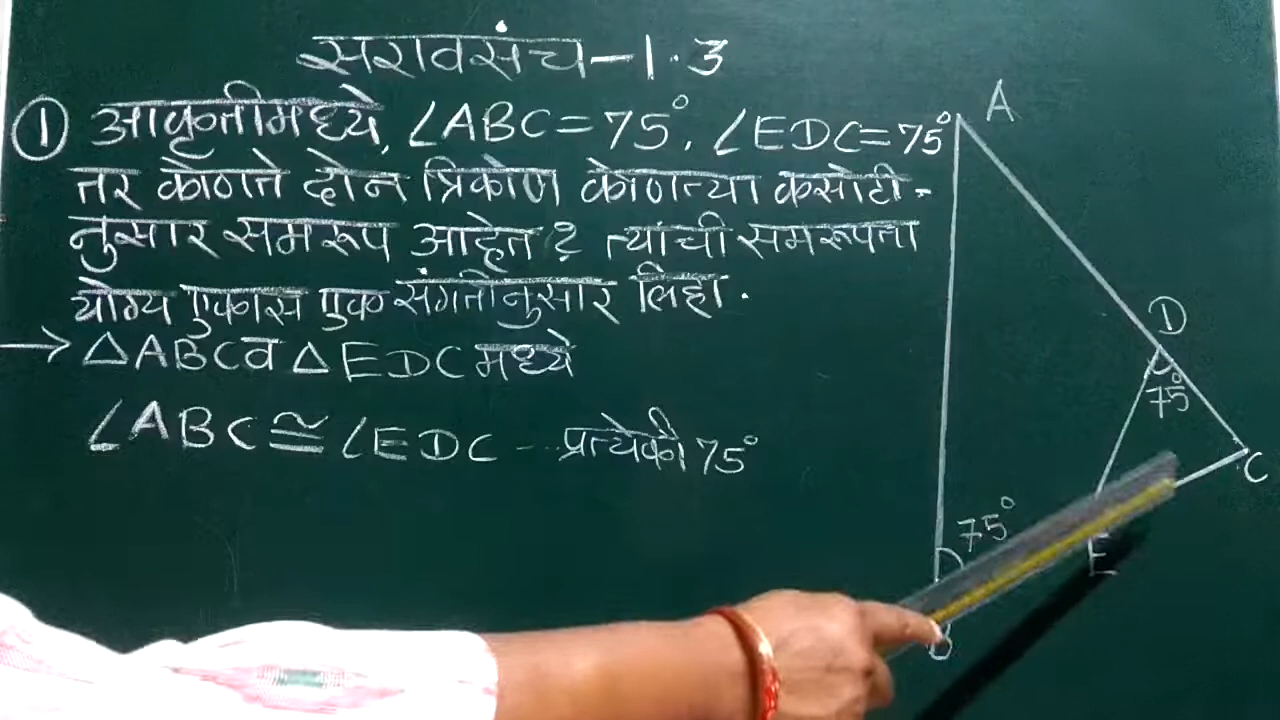 सरावसंच-1.3
① आकृतीमध्ये, ∠ABC=75°, ∠EDC=75°
तर कोणते दोन त्रिकोण कोणत्या कसोटी-
नुसार समरूप आहेत? त्यांची समरूपता
योग्य एकास एक संगतीनुसार लिहा.
→ △ABC व △EDC मध्ये
∠ABC≅∠EDC --- प्रत्येकी 75°
A
D
75°
C
75°
E
B